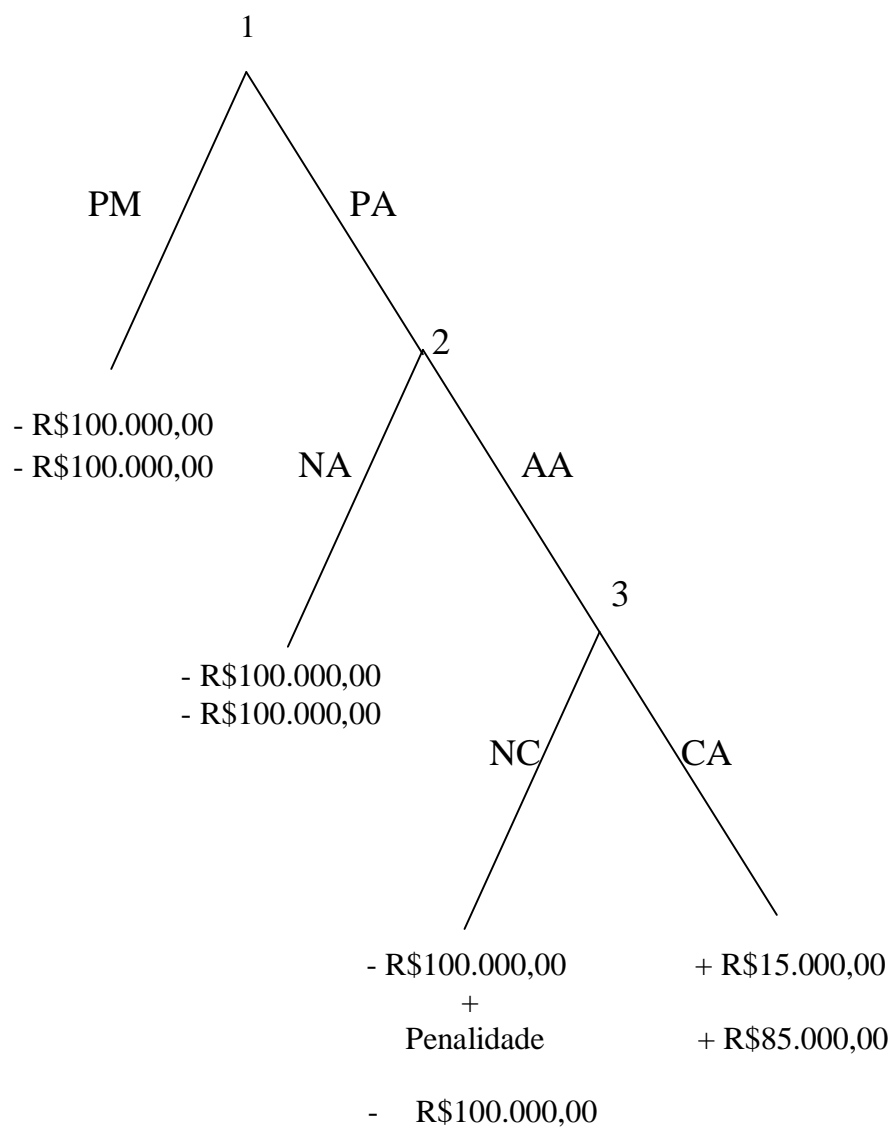 1
PM
PA
2
- R$100.000,00
- R$100.000,00
NA
AA
3
- R$100.000,00
- R$100.000,00
NC
CA
- R$100.000,00
+
Penalidade
- R$100.000,00
+ R$15.000,00
+ R$85.000,00